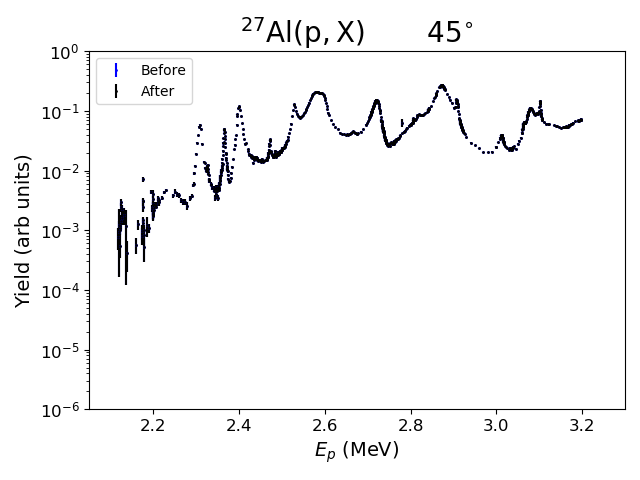 ²⁷Al(p, X) 45°
Before
After
Yield (arb units)
10⁰
10⁻¹
10⁻²
10⁻³
10⁻⁴
10⁻⁵
10⁻⁶
2.2 2.4 2.6 2.8 3.0 3.2
Eₚ (MeV)